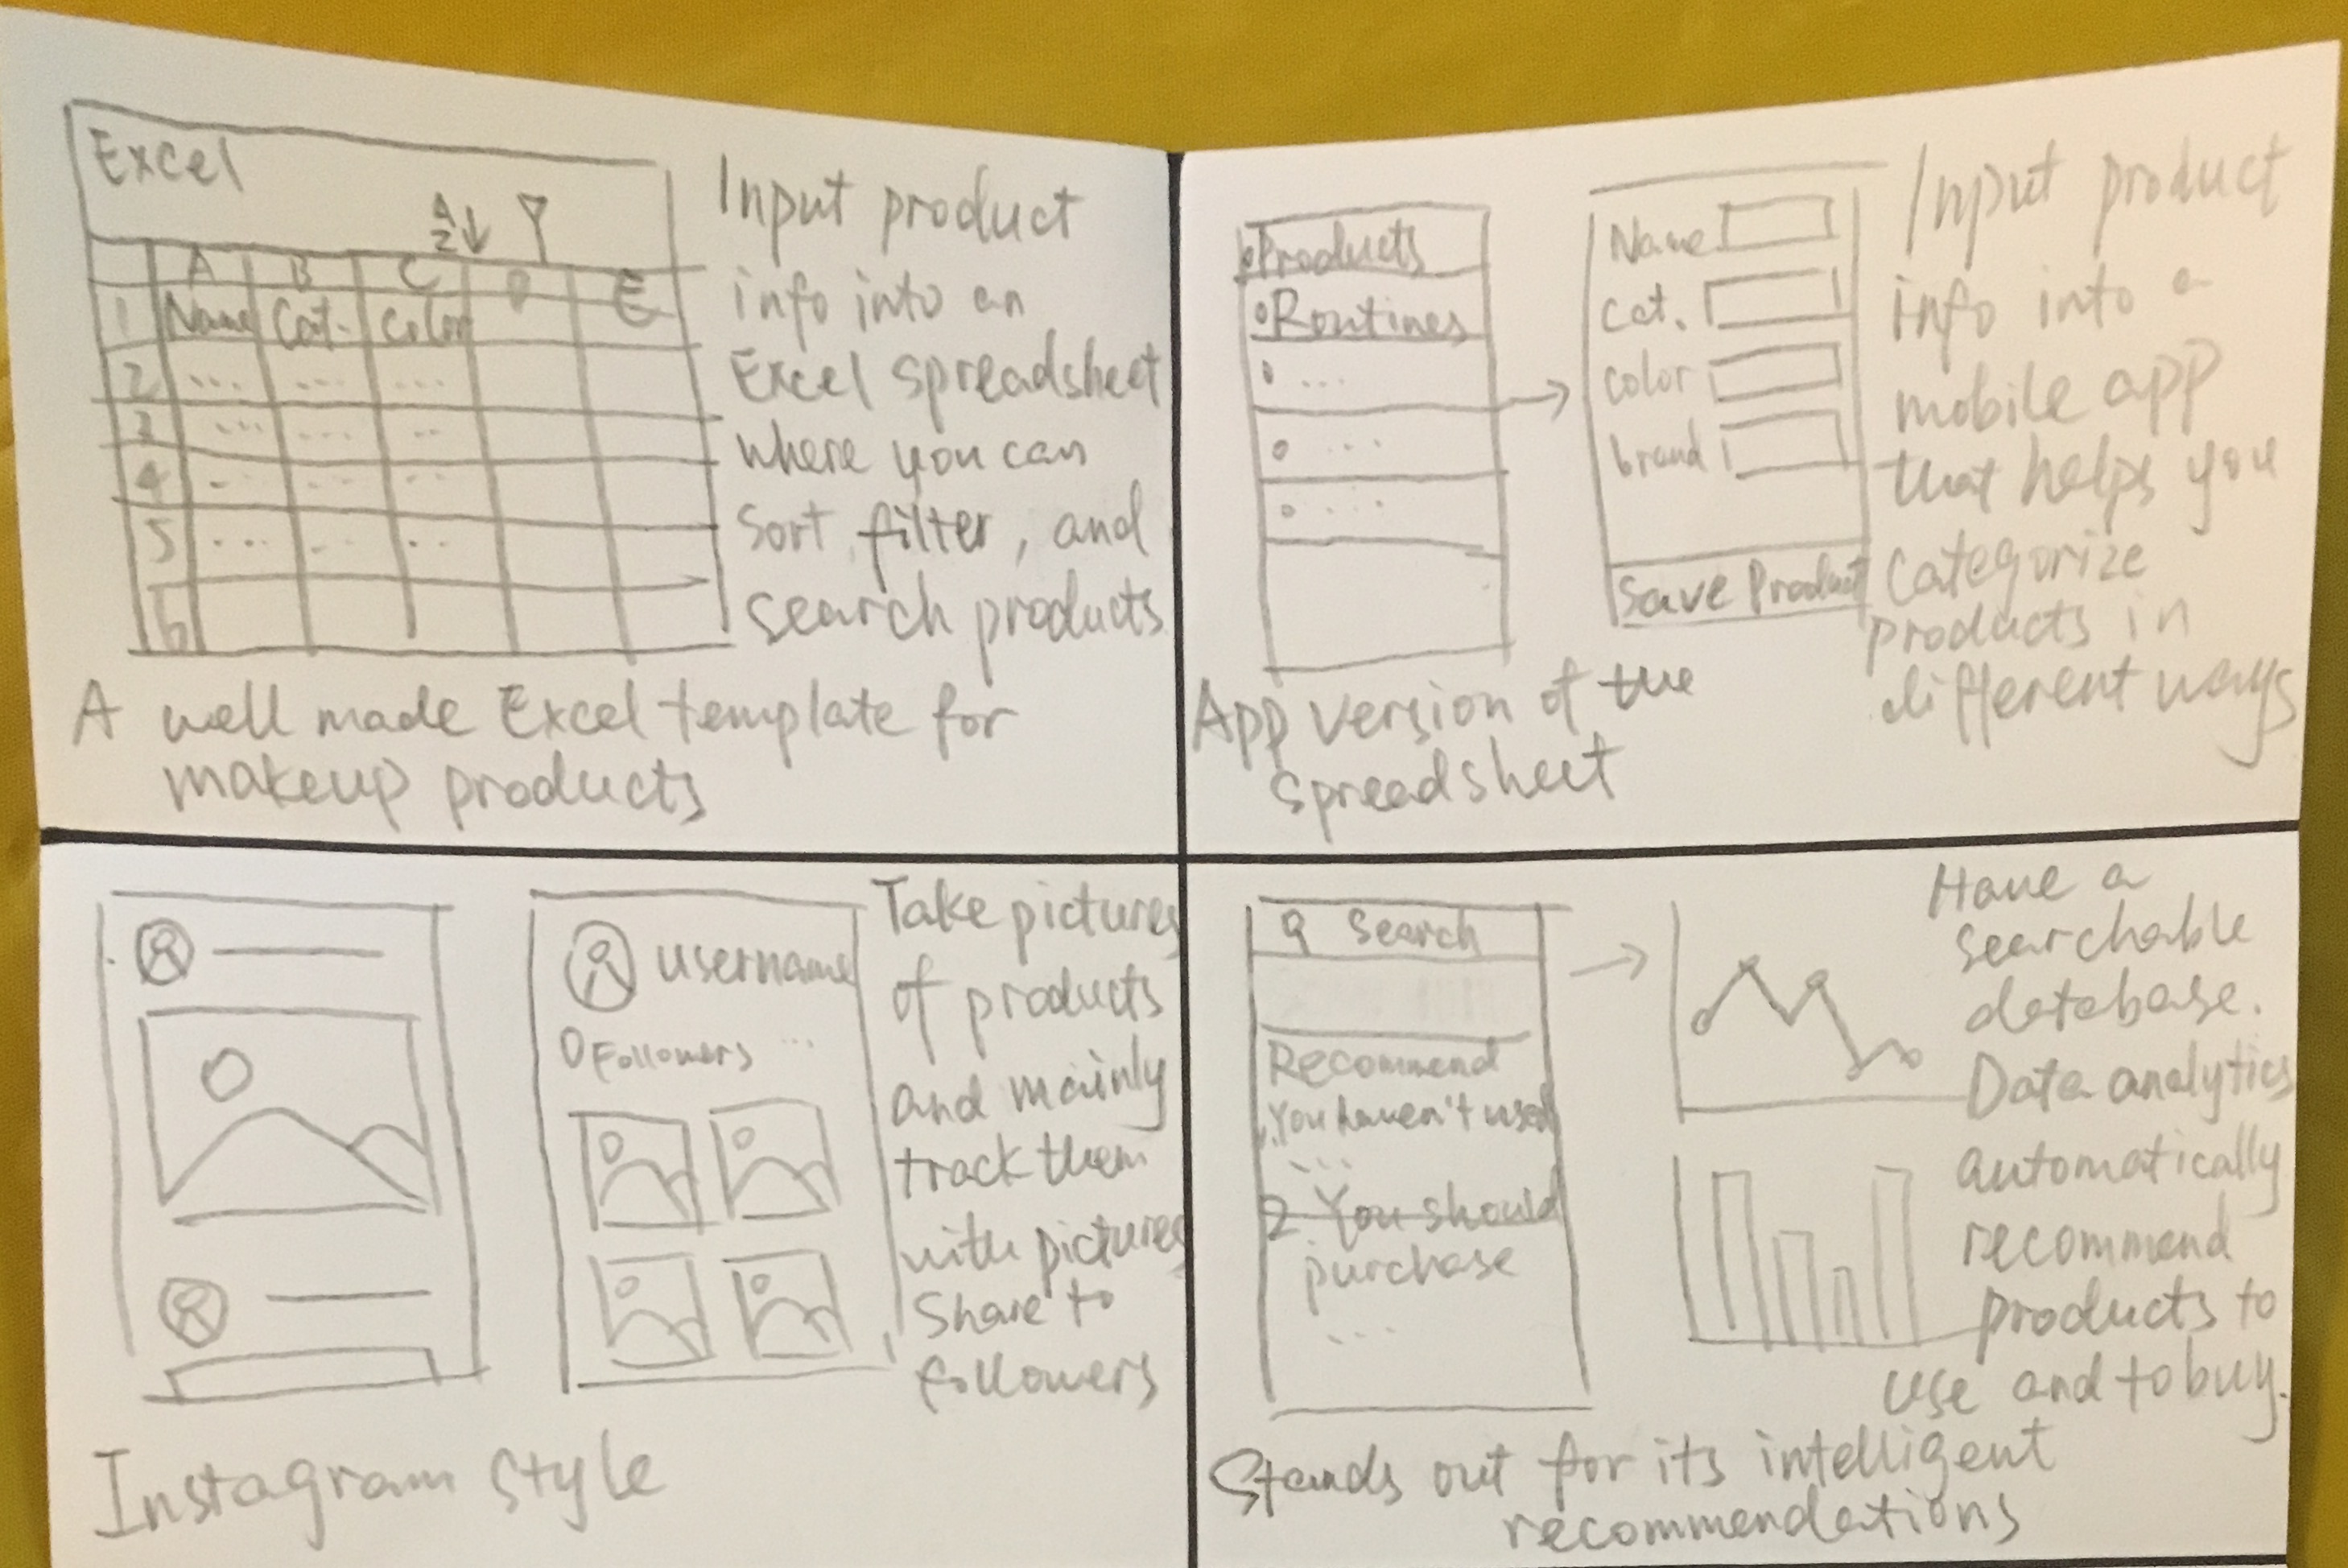 Excel
A
Z
A B C D E
1 Name Cat. Color
2 ... ... ...
3 ... ... ..
4 ... ... ..
5 ... ... ..
6
Input product
info into an
Excel spreadsheet
where you can
sort, filter, and
search products
A well made Excel template for
makeup products
Products
Routines
...
...
...
Name
Cat.
color
brand
Save Product
Input product
info into a
mobile app
that helps you
categorize
products in
different ways
App version of the
spreadsheet
username
0 Followers ...
Take pictures
of products
and mainly
track them
with pictures
Share to
followers
Instagram style
Search
Recommend
1. You haven't used
...
2. You should
purchase
...
Have a
searchable
database.
Data analytics
automatically
recommend
products to
use and to buy.
Stands out for its intelligent
recommendations